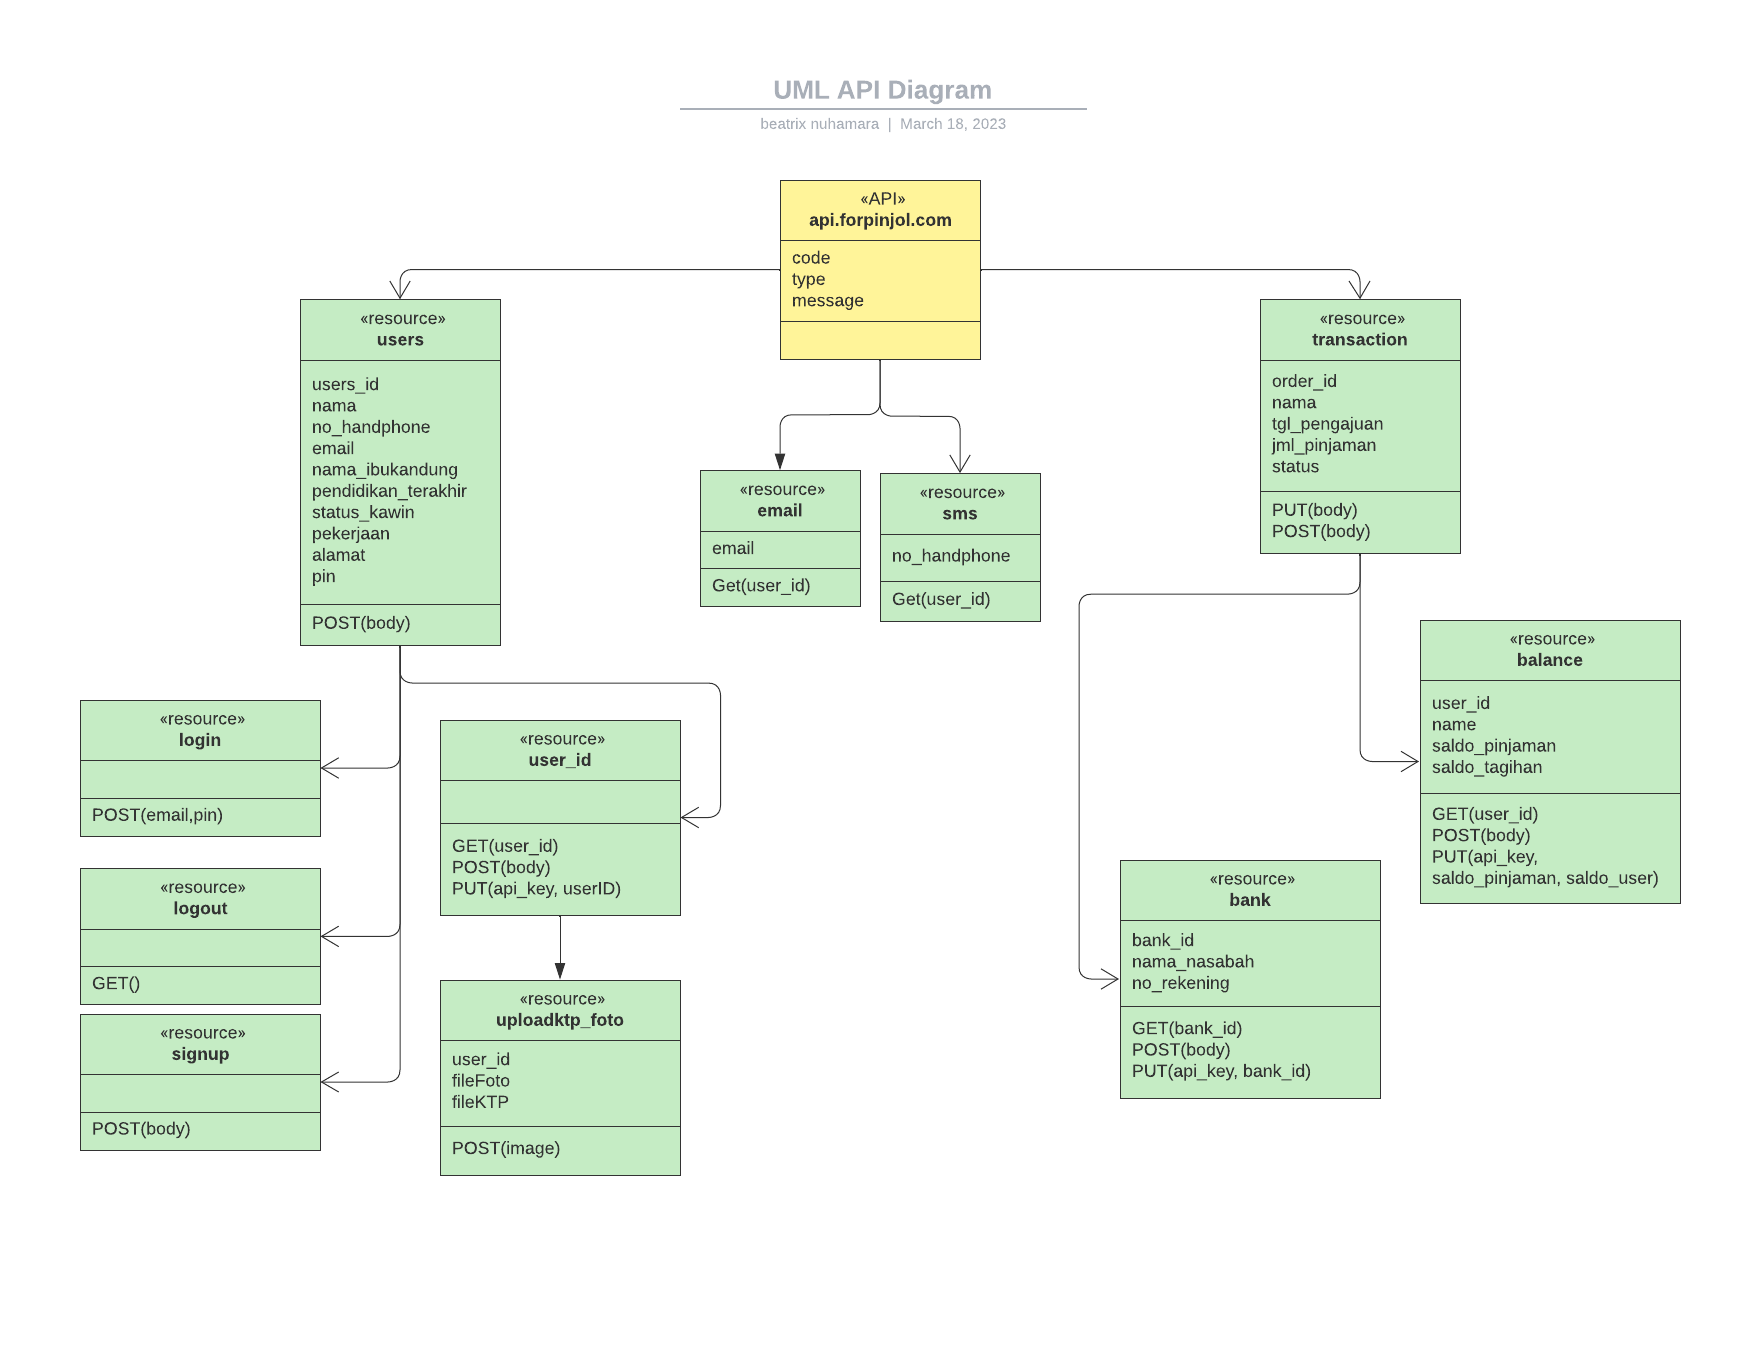 UML API Diagram
beatrix nuhamara | March 18, 2023
«API»
api.forpinjol.com
code
type
message
«resource»
users
users_id
nama
no_handphone
email
nama_ibukandung
pendidikan_terakhir
status_kawin
pekerjaan
alamat
pin
POST(body)
«resource»
email
email
Get(user_id)
«resource»
sms
no_handphone
Get(user_id)
«resource»
transaction
order_id
nama
tgl_pengajuan
jml_pinjaman
status
PUT(body)
POST(body)
«resource»
login
POST(email,pin)
«resource»
logout
GET()
«resource»
signup
POST(body)
«resource»
user_id
GET(user_id)
POST(body)
PUT(api_key, userID)
«resource»
uploadktp_foto
user_id
fileFoto
fileKTP
POST(image)
«resource»
bank
bank_id
nama_nasabah
no_rekening
GET(bank_id)
POST(body)
PUT(api_key, bank_id)
«resource»
balance
user_id
name
saldo_pinjaman
saldo_tagihan
GET(user_id)
POST(body)
PUT(api_key,
saldo_pinjaman, saldo_user)